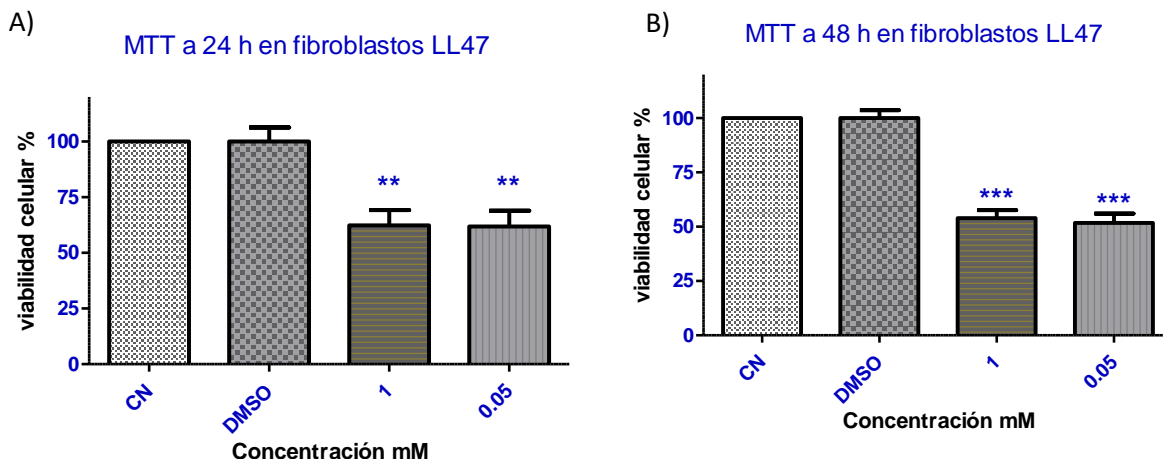 A)
MTT a 24 h en fibroblastos LL47
viabilidad celular %
100
75
50
25
0
**
**
CN
DMSO
1
0.05
Concentración mM
B)
MTT a 48 h en fibroblastos LL47
viabilidad celular %
100
75
50
25
0
***
***
CN
DMSO
1
0.05
Concentración mM